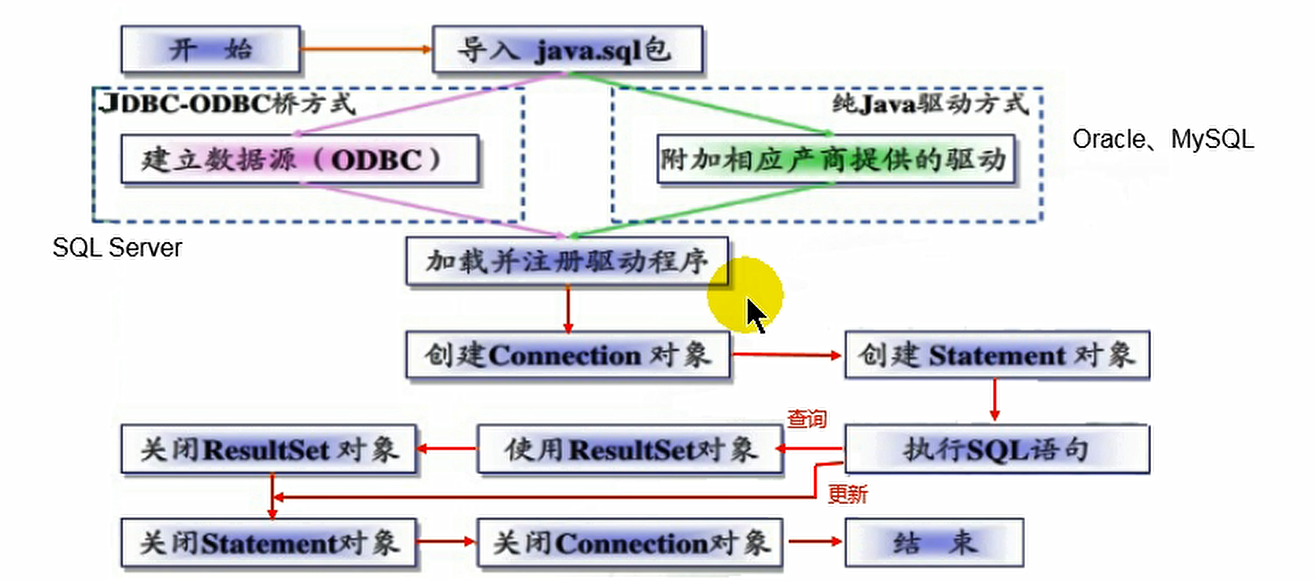 开 始
导入 java.sql包
JDBC-ODBC桥方式
纯Java驱动方式
建立数据源（ODBC）
附加相应产商提供的驱动
Oracle、MySQL
SQL Server
加载并注册驱动程序
创建Connection 对象
创建 Statement 对象
查询
关闭ResultSet 对象
使用ResultSet对象
执行SQL语句
更新
关闭Statement对象
关闭Connection对象
结 束